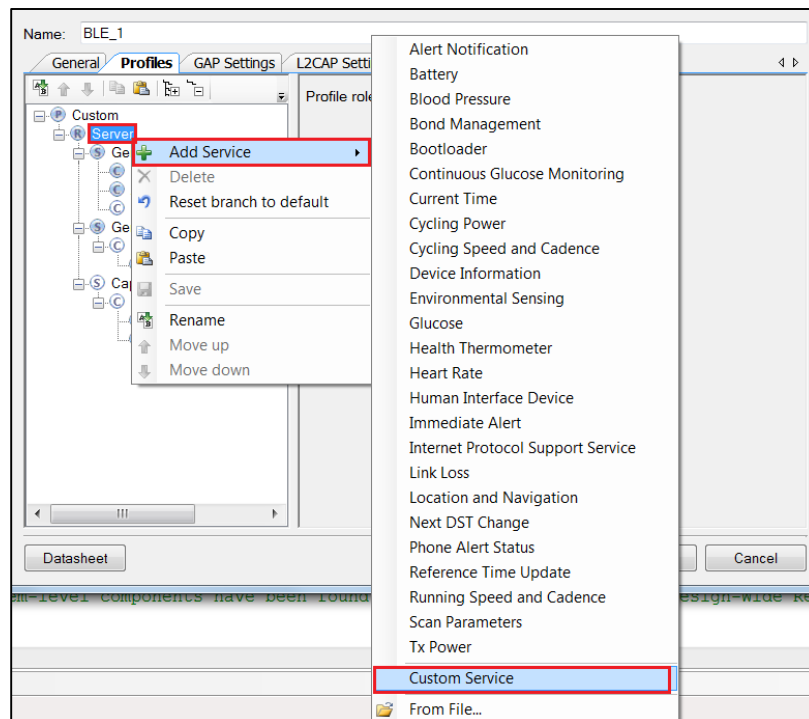 Name: BLE_1
General Profiles GAP Settings L2CAP Setti
Profile role
Custom
Server
Ge
Ge
Cap
Add Service
Delete
Reset branch to default
Copy
Paste
Save
Rename
Move up
Move down
Alert Notification
Battery
Blood Pressure
Bond Management
Bootloader
Continuous Glucose Monitoring
Current Time
Cycling Power
Cycling Speed and Cadence
Device Information
Environmental Sensing
Glucose
Health Thermometer
Heart Rate
Human Interface Device
Immediate Alert
Internet Protocol Support Service
Link Loss
Location and Navigation
Next DST Change
Phone Alert Status
Reference Time Update
Running Speed and Cadence
Scan Parameters
Tx Power
Custom Service
From File...
Datasheet
Cancel
em-level components have been found
esign-wide Re